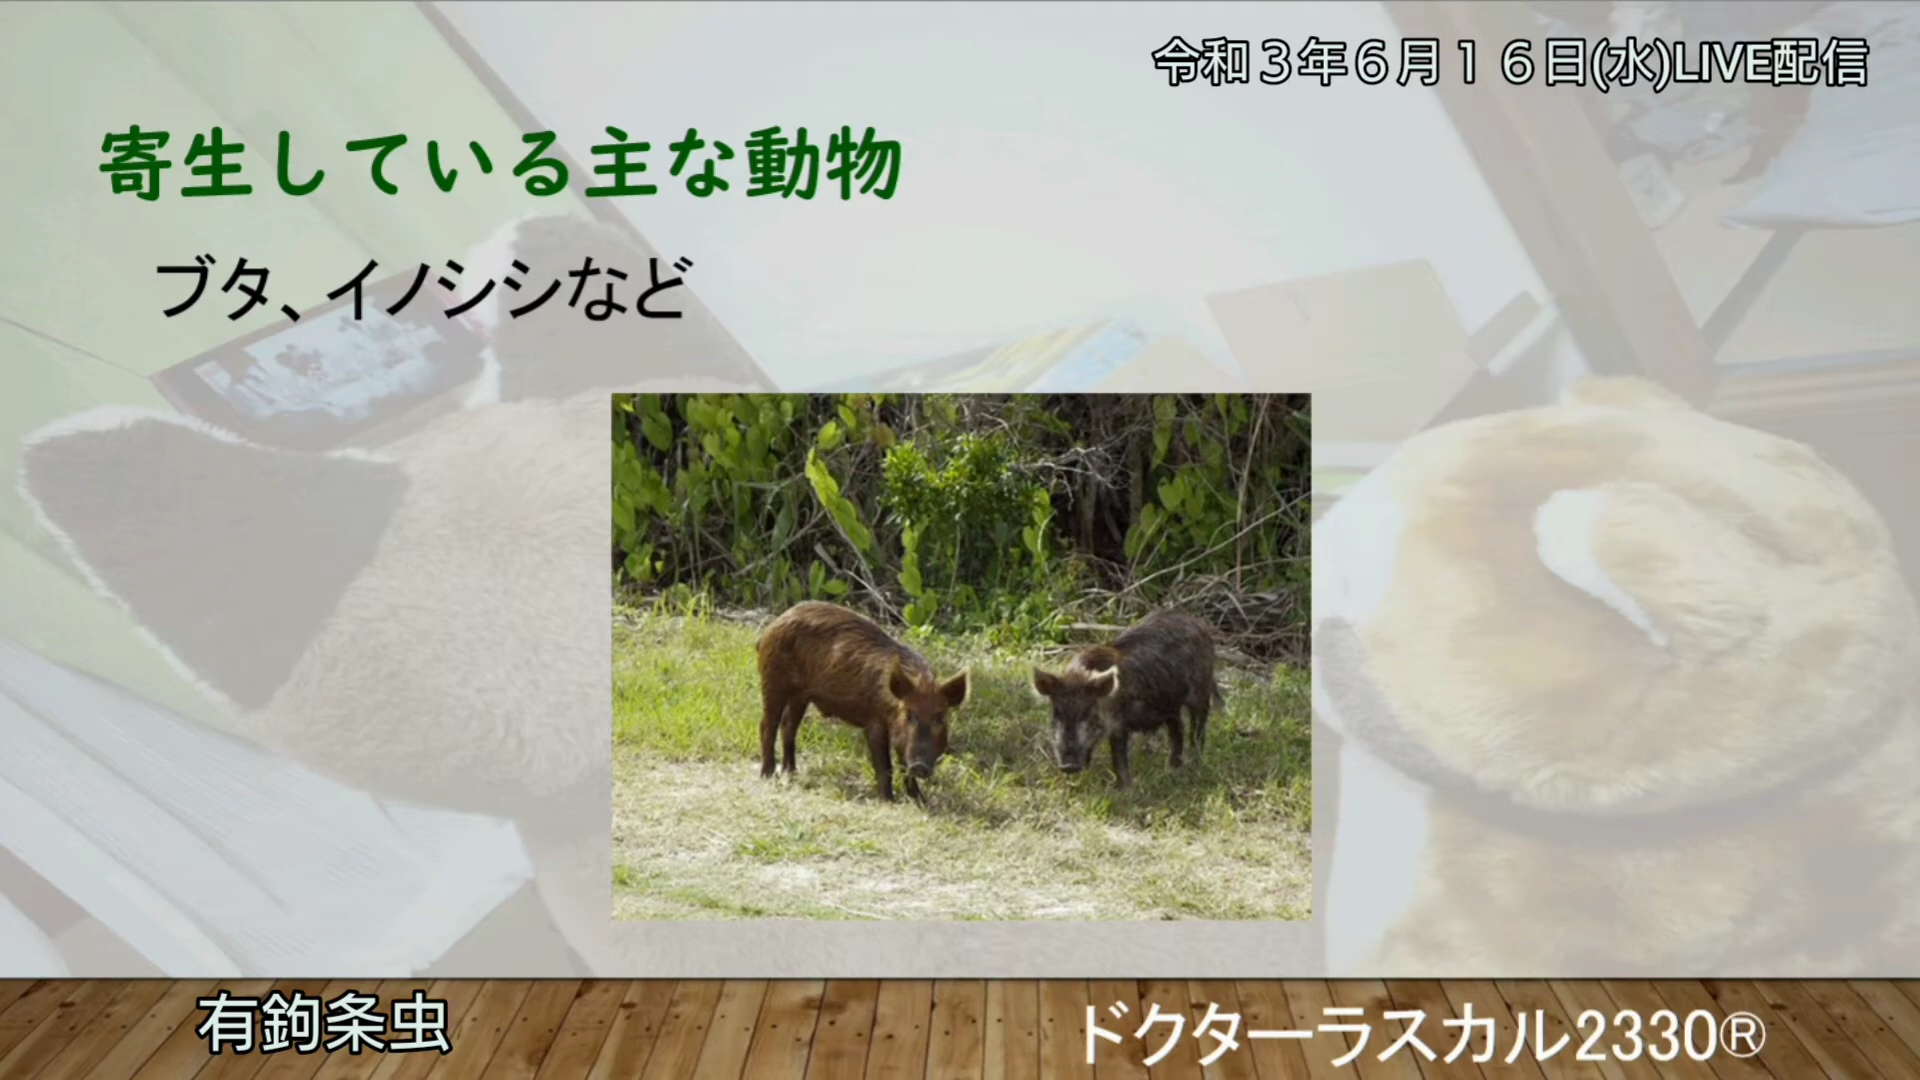 令和３年６月１６日(水)LIVE配信
寄生している主な動物
ブタ、イノシシなど
有鉤条虫
ドクターラスカル2330®